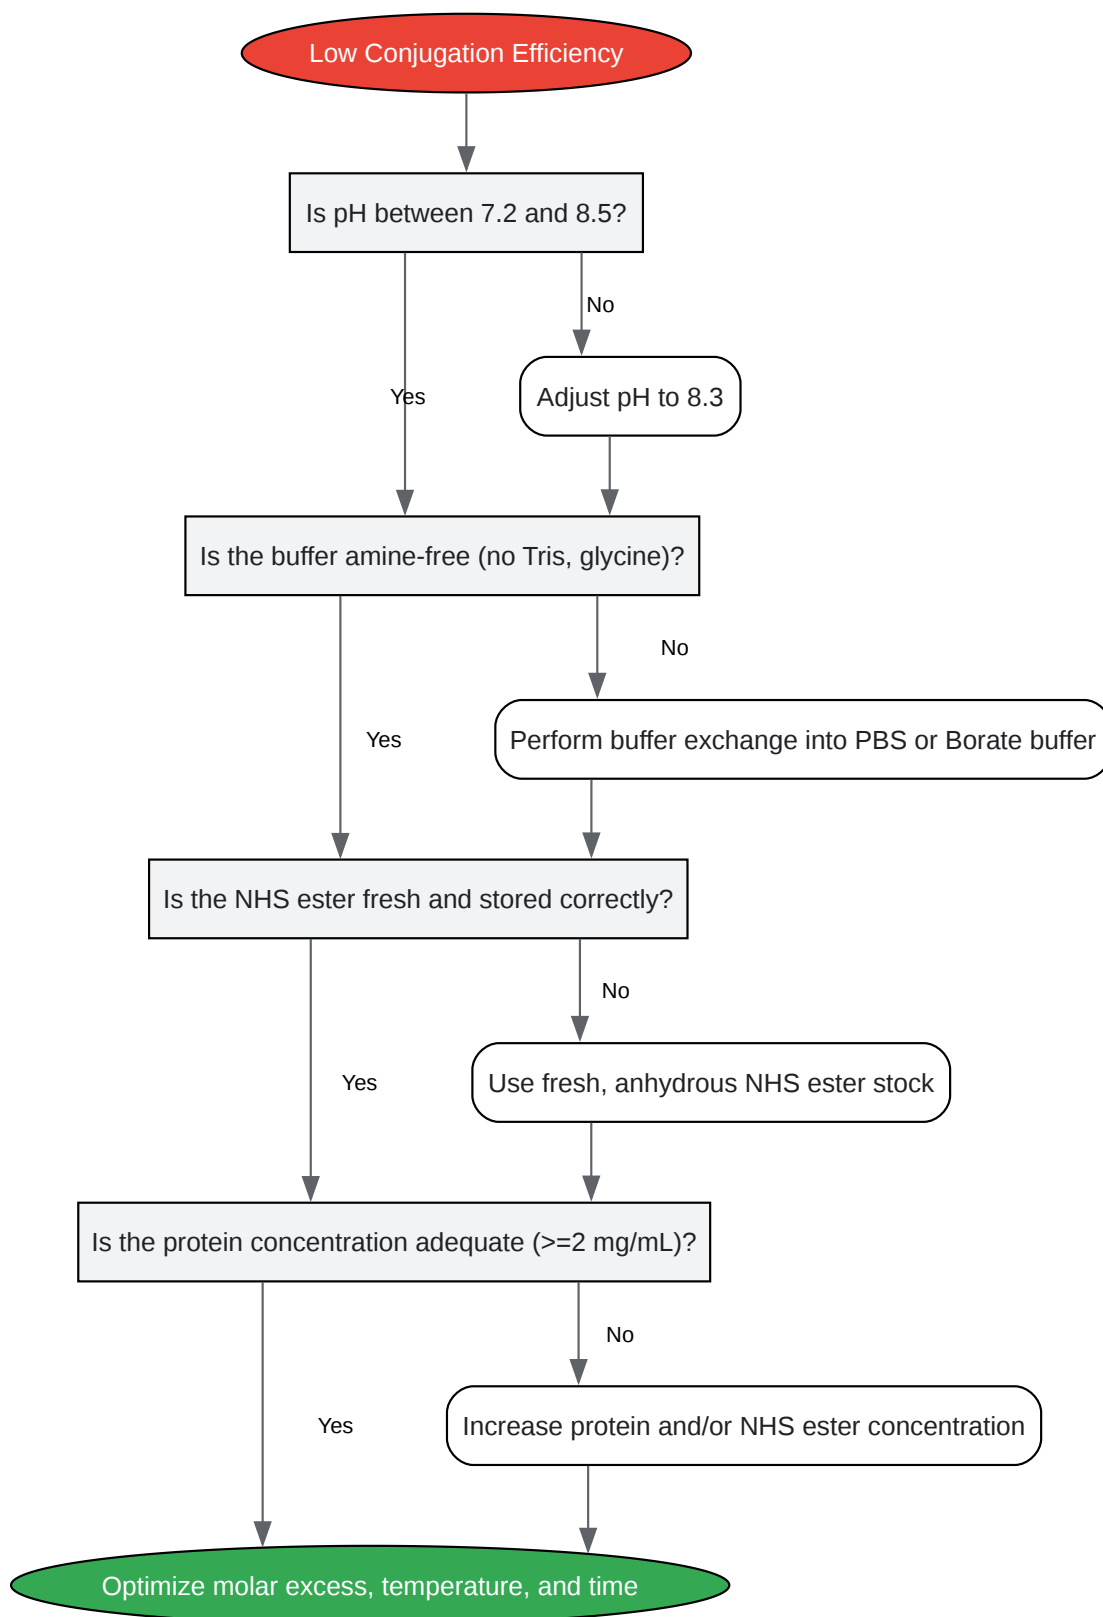 Low Conjugation Efficiency
Is pH between 7.2 and 8.5?
No
Yes
Adjust pH to 8.3
Is the buffer amine-free (no Tris, glycine)?
No
Yes
Perform buffer exchange into PBS or Borate buffer
Is the NHS ester fresh and stored correctly?
No
Yes
Use fresh, anhydrous NHS ester stock
Is the protein concentration adequate (>=2 mg/mL)?
No
Yes
Increase protein and/or NHS ester concentration
Optimize molar excess, temperature, and time